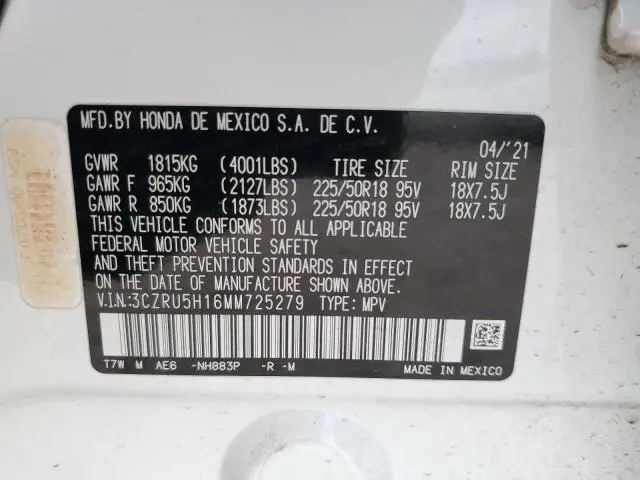 MFD.BY HONDA DE MEXICO S.A. DE C.V.
04/'21
GVWR 1815KG (4001LBS) TIRE SIZE RIM SIZE
GAWR F 965KG (2127LBS) 225/50R18 95V 18X7.5J
GAWR R 850KG (1873LBS) 225/50R18 95V 18X7.5J
THIS VEHICLE CONFORMS TO ALL APPLICABLE
FEDERAL MOTOR VEHICLE SAFETY
AND THEFT PREVENTION STANDARDS IN EFFECT
ON THE DATE OF MANUFACTURE SHOWN ABOVE.
V.I.N:3CZRU5H16MM725279 TYPE: MPV
T7W M AE6 -NH883P -R -M MADE IN MEXICO